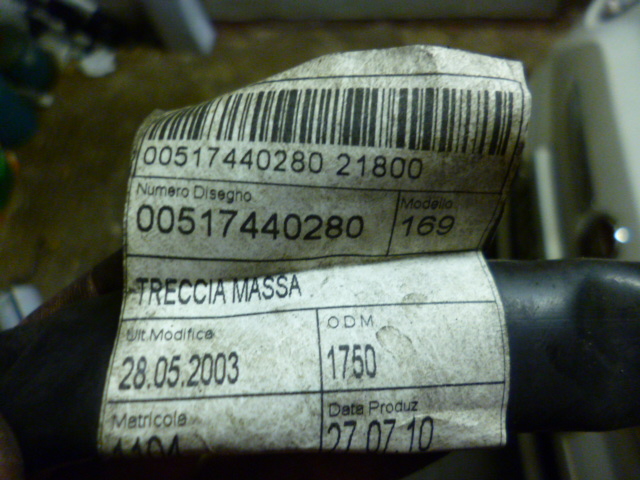 00517440280 21800
Numero Disegno
Modello
00517440280
169
TRECCIA MASSA
Ult.Modifica
O D M
28.05.2003
1750
Matricola
Data Produz
27.07.10